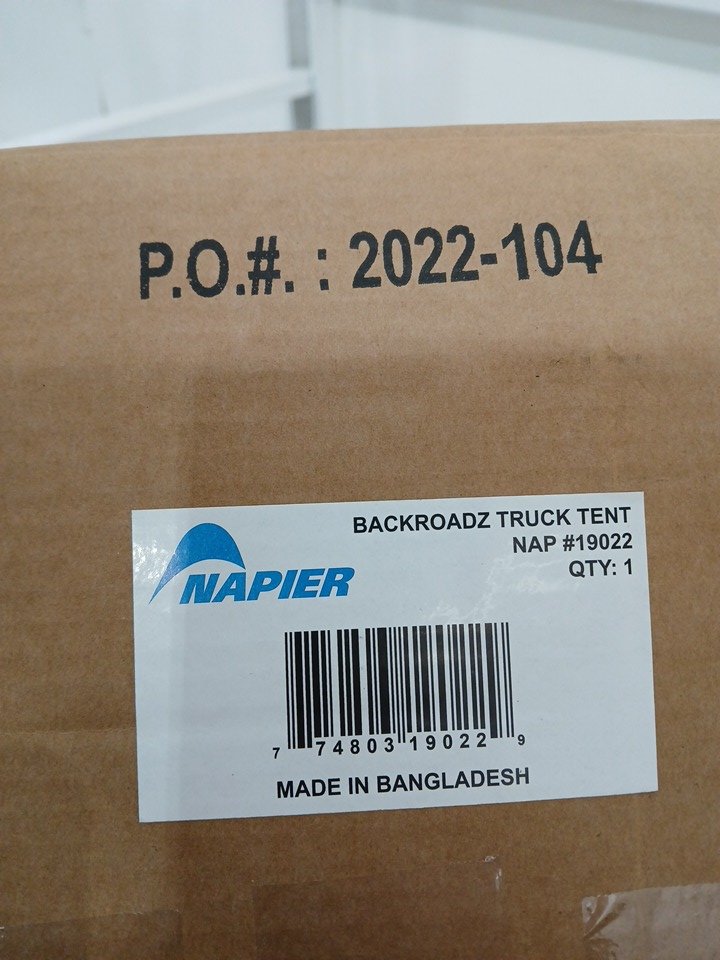 P.O.#. : 2022-104
BACKROADZ TRUCK TENT
NAP #19022
QTY: 1
NAPIER
7 74803 19022 9
MADE IN BANGLADESH